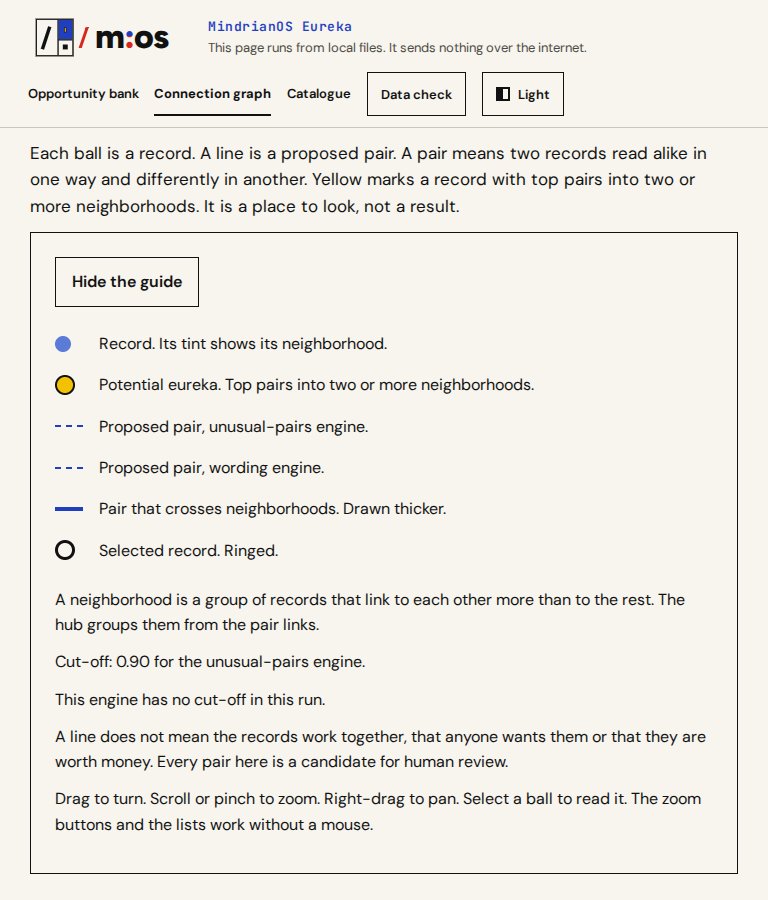 / / m:os
MindrianOS Eureka
This page runs from local files. It sends nothing over the internet.
Opportunity bank
Connection graph
Catalogue
Data check
Light
Each ball is a record. A line is a proposed pair. A pair means two records read alike in
one way and differently in another. Yellow marks a record with top pairs into two or
more neighborhoods. It is a place to look, not a result.
Hide the guide
Record. Its tint shows its neighborhood.
Potential eureka. Top pairs into two or more neighborhoods.
Proposed pair, unusual-pairs engine.
Proposed pair, wording engine.
Pair that crosses neighborhoods. Drawn thicker.
Selected record. Ringed.
A neighborhood is a group of records that link to each other more than to the rest. The
hub groups them from the pair links.
Cut-off: 0.90 for the unusual-pairs engine.
This engine has no cut-off in this run.
A line does not mean the records work together, that anyone wants them or that they are
worth money. Every pair here is a candidate for human review.
Drag to turn. Scroll or pinch to zoom. Right-drag to pan. Select a ball to read it. The zoom
buttons and the lists work without a mouse.